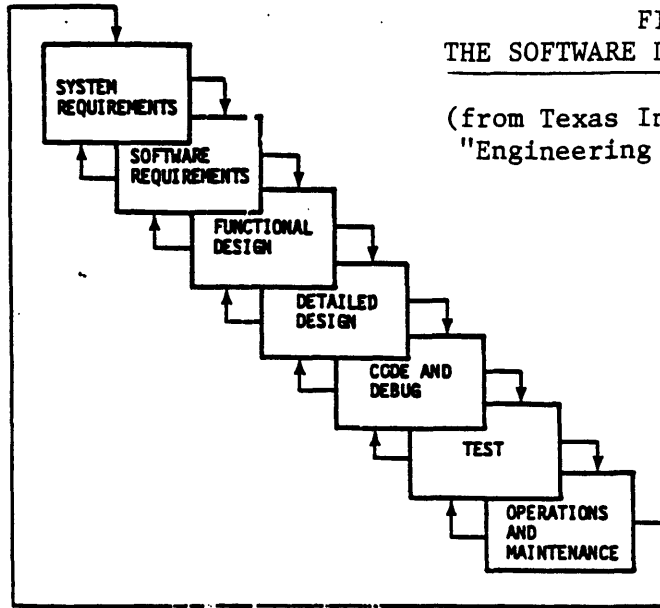 FI
THE SOFTWARE I
(from Texas In
"Engineering
SYSTEM
REQUIREMENTS
SOFTWARE
REQUIREMENTS
FUNCTIONAL
DESIGN
DETAILED
DESIGN
CODE AND
DEBUG
TEST
OPERATIONS
AND
MAINTENANCE